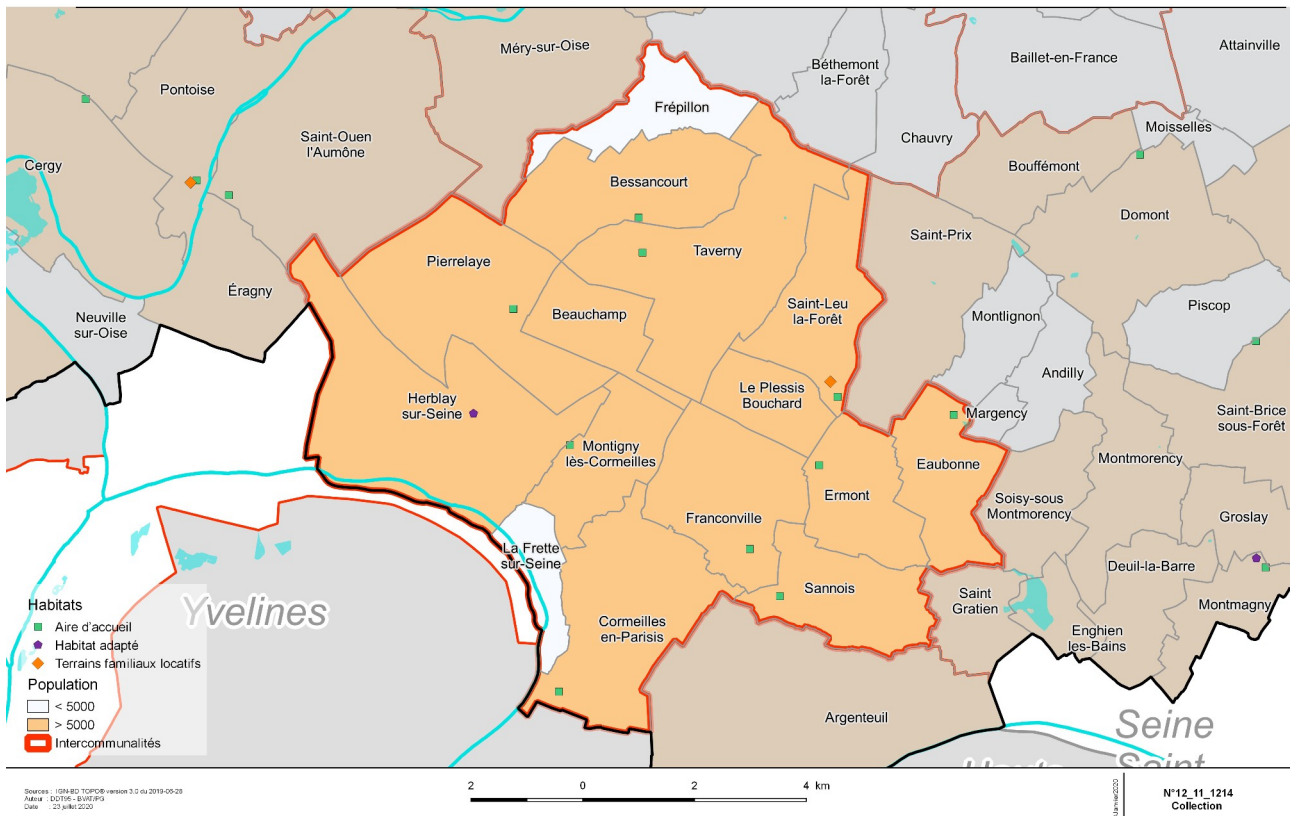 Méry-sur-Oise
Béthemont
la-Forêt
Baillet-en-France
Attainville
Pontoise
Frépillon
Saint-Ouen
l'Aumône
Chauvry
Moisselles
Cergy
Bouffémont
Bessancourt
Domont
Saint-Prix
Taverny
Pierrelaye
Éragny
Neuville
sur-Oise
Beauchamp
Saint-Leu
la-Forêt
Montlignon
Piscop
Andilly
Le Plessis
Bouchard
Herblay
sur-Seine
Margency
Saint-Brice
sous-Forêt
Montigny
lès-Cormeilles
Eaubonne
Montmorency
Ermont
Soisy-sous
Montmorency
Franconville
Groslay
La Frette
sur-Seine
Deuil-la-Barre
Sannois
Saint
Gratien
Montmagny
Yvelines
Cormeilles
en-Parisis
Enghien
les-Bains
Argenteuil
Seine
Saint
Habitats
Aire d'accueil
Habitat adapté
Terrains familiaux locatifs
Population
< 5000
> 5000
Intercommunalités
Sources : IGN-BD TOPO® version 3.0 du 2019-06-26
Auteur : DDT95 - BVAT/PG
Date : 23 juillet 2020
2 0 2 4 km
Janvier2020
N°12_11_1214
Collection